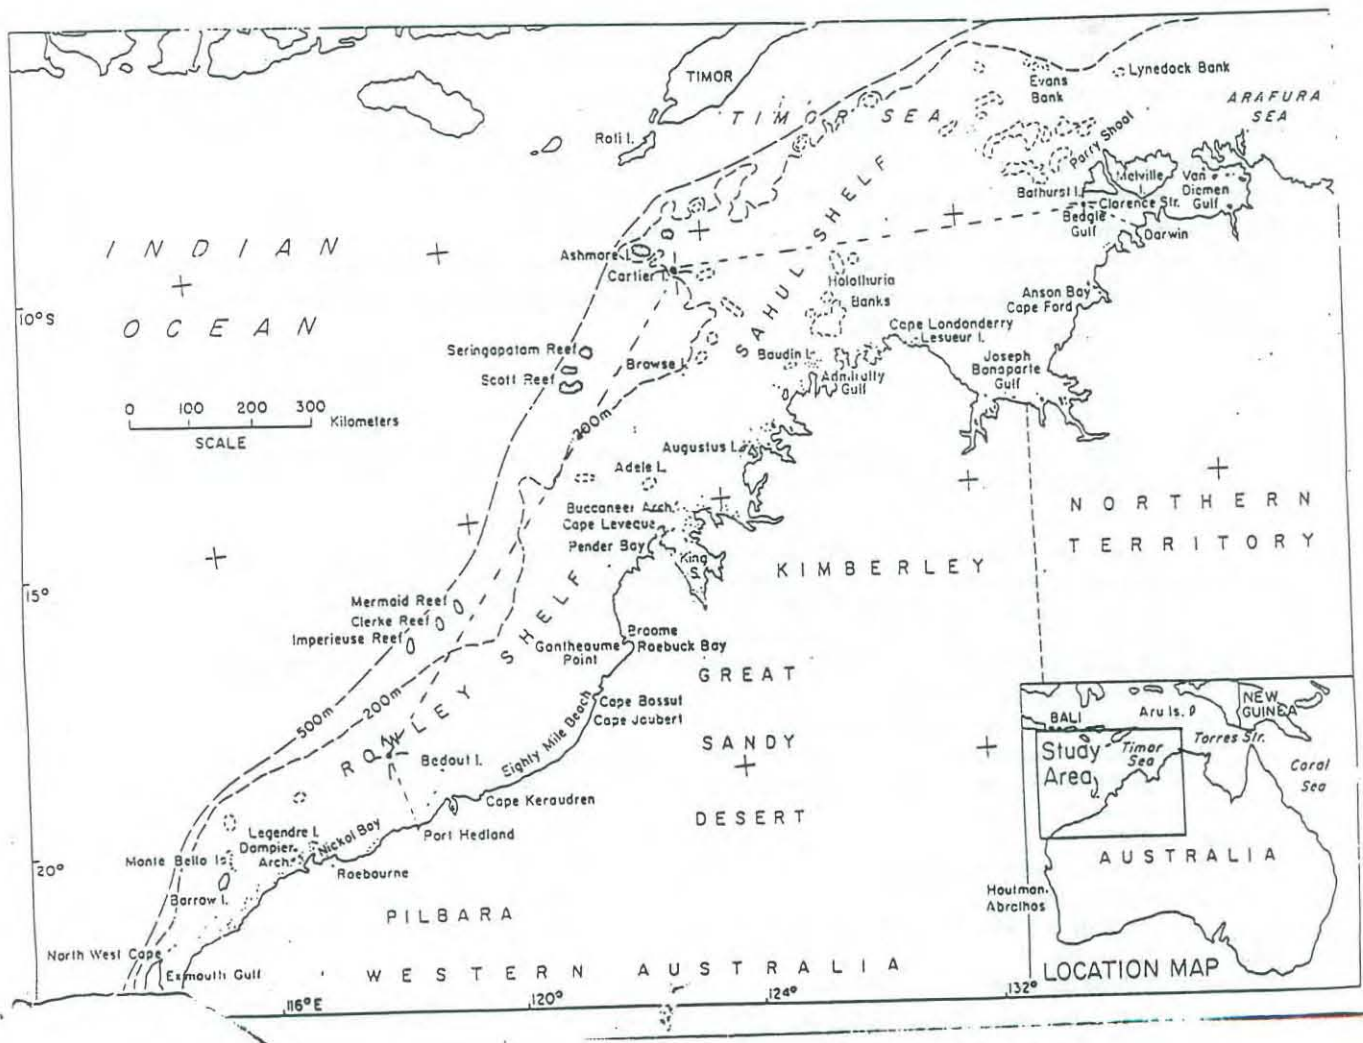 TIMOR
Roti I.
TIMOR SEA
Evans
Bank
Lynedock Bank
ARAFURA
SEA
Parry Shoal
Melville
I.
Van
Diemen
Gulf
Bathurst I.
Clarence Str.
Beagle
Gulf
Darwin
INDIAN
OCEAN
Ashmore I.
Cartier I.
SAHUL SHELF
Holothuria
Banks
Anson Bay
Cape Ford
10°S
Seringapatam Reef
Scott Reef
Browse I.
Baudin I.
Cape Londonderry
Lesueur I.
Admiralty
Gulf
Joseph
Bonaparte
Gulf
0 100 200 300 Kilometers
SCALE
200m
Augustus I.
Adele I.
Buccaneer Arch.
Cape Leveque
Pender Bay
King
S.
KIMBERLEY
NORTHERN
TERRITORY
15°
Mermaid Reef
Clerke Reef
Imperieuse Reef
500m
200m
ROWLEY SHELF
Gantheaume
Point
Broome
Roebuck Bay
GREAT
SANDY
DESERT
Cape Bossut
Cape Jaubert
Eighty Mile Beach
Bedout I.
Cape Keraudren
Port Hedland
Legendre I.
Dampier
Arch.
Nickol Bay
Roebourne
Monte Bello Is
20°
Barrow I.
PILBARA
North West Cape
Exmouth Gulf
WESTERN AUSTRALIA
116°E
120°
124°
132°
BALI
Aru Is.
NEW
GUINEA
Study
Area
Timor
Sea
Torres Str.
Coral
Sea
AUSTRALIA
Houtman
Abrolhos
LOCATION MAP